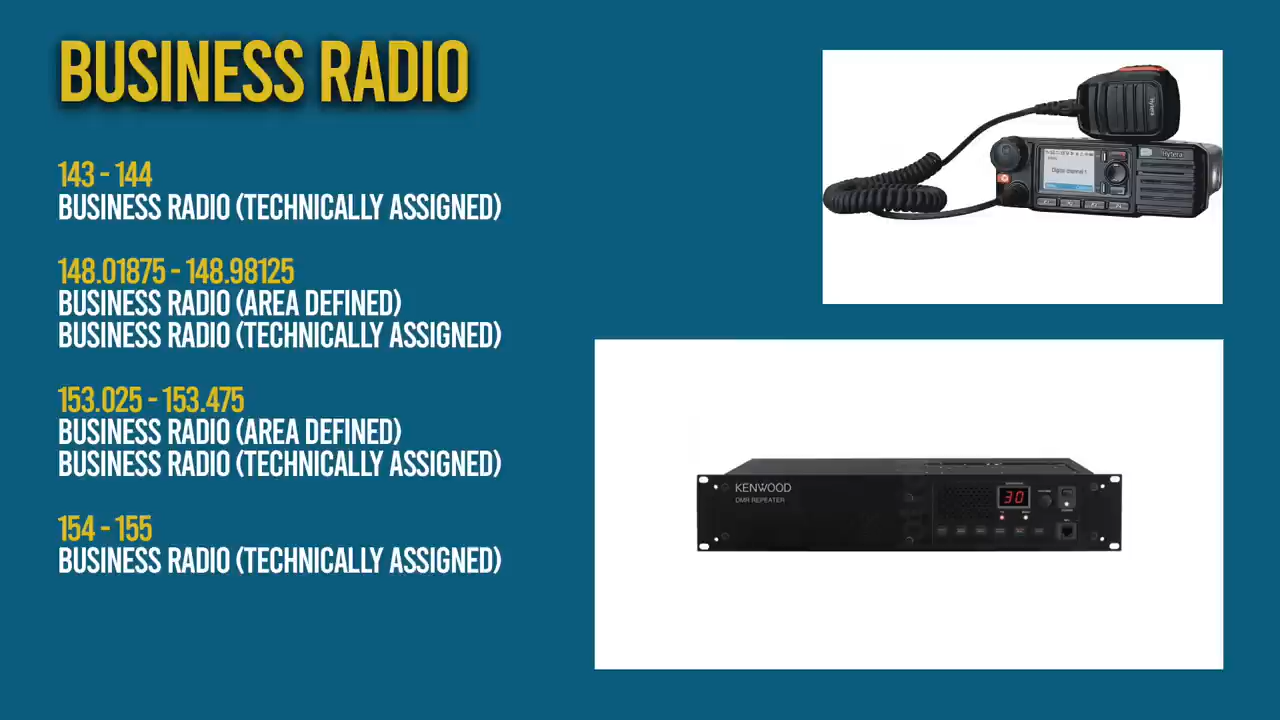 BUSINESS RADIO
143 - 144
BUSINESS RADIO (TECHNICALLY ASSIGNED)
148.01875 - 148.98125
BUSINESS RADIO (AREA DEFINED)
BUSINESS RADIO (TECHNICALLY ASSIGNED)
153.025 - 153.475
BUSINESS RADIO (AREA DEFINED)
BUSINESS RADIO (TECHNICALLY ASSIGNED)
154 - 155
BUSINESS RADIO (TECHNICALLY ASSIGNED)
Hytera
Hytera
Digital channel 1
KENWOOD
DMR REPEATER
30